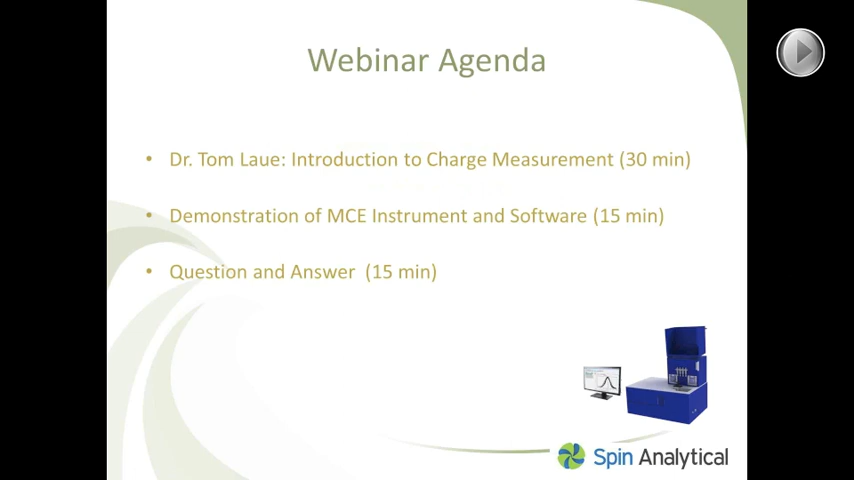 Webinar Agenda
• Dr. Tom Laue: Introduction to Charge Measurement (30 min)
• Demonstration of MCE Instrument and Software (15 min)
• Question and Answer (15 min)
Spin Analytical